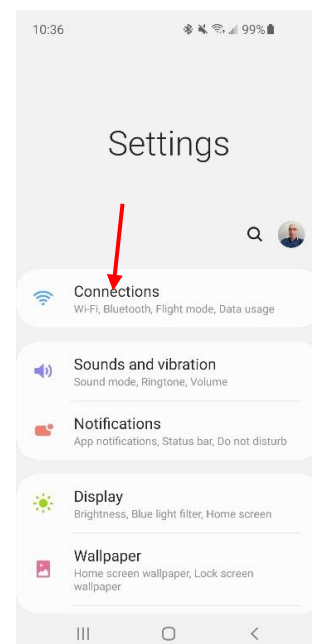 10:36 99%
Settings
Connections
Wi-Fi, Bluetooth, Flight mode, Data usage
Sounds and vibration
Sound mode, Ringtone, Volume
Notifications
App notifications, Status bar, Do not disturb
Display
Brightness, Blue light filter, Home screen
Wallpaper
Home screen wallpaper, Lock screen
wallpaper